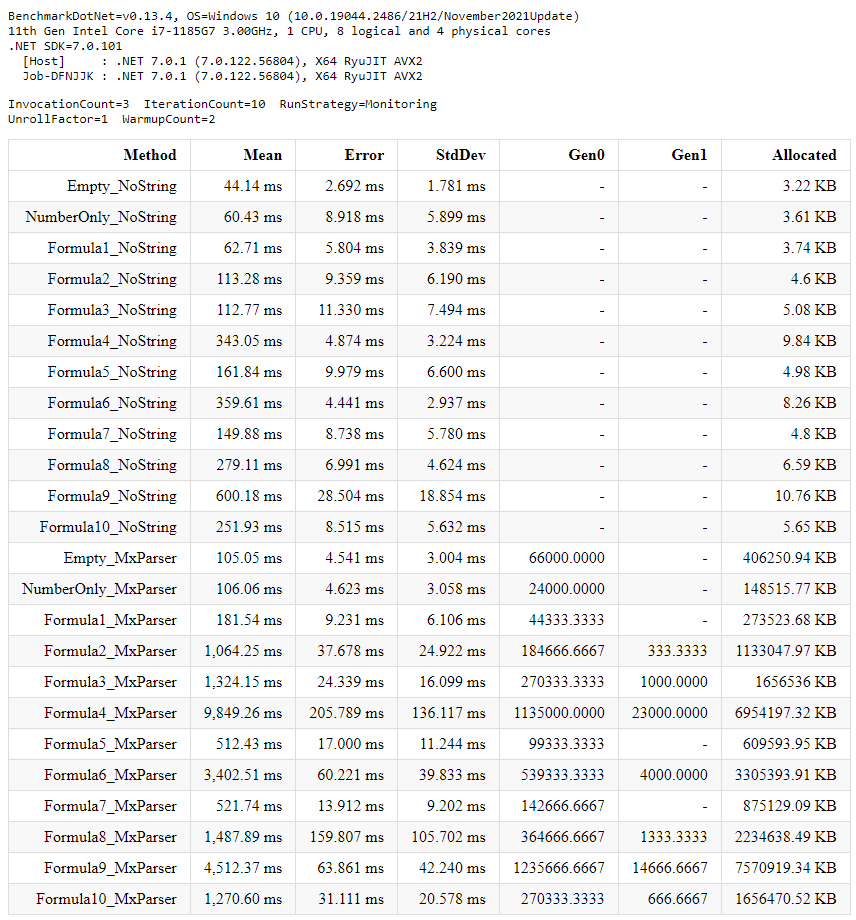 BenchmarkDotNet=v0.13.4, OS=Windows 10 (10.0.19044.2486/21H2/November2021Update)
11th Gen Intel Core i7-1185G7 3.00GHz, 1 CPU, 8 logical and 4 physical cores
.NET SDK=7.0.101
[Host]     : .NET 7.0.1 (7.0.122.56804), X64 RyuJIT AVX2
Job-DFNJJK : .NET 7.0.1 (7.0.122.56804), X64 RyuJIT AVX2
InvocationCount=3  IterationCount=10  RunStrategy=Monitoring
UnrollFactor=1  WarmupCount=2
Method Mean Error StdDev Gen0 Gen1 Allocated
Empty_NoString 44.14 ms 2.692 ms 1.781 ms - - 3.22 KB
NumberOnly_NoString 60.43 ms 8.918 ms 5.899 ms - - 3.61 KB
Formula1_NoString 62.71 ms 5.804 ms 3.839 ms - - 3.74 KB
Formula2_NoString 113.28 ms 9.359 ms 6.190 ms - - 4.6 KB
Formula3_NoString 112.77 ms 11.330 ms 7.494 ms - - 5.08 KB
Formula4_NoString 343.05 ms 4.874 ms 3.224 ms - - 9.84 KB
Formula5_NoString 161.84 ms 9.979 ms 6.600 ms - - 4.98 KB
Formula6_NoString 359.61 ms 4.441 ms 2.937 ms - - 8.26 KB
Formula7_NoString 149.88 ms 8.738 ms 5.780 ms - - 4.8 KB
Formula8_NoString 279.11 ms 6.991 ms 4.624 ms - - 6.59 KB
Formula9_NoString 600.18 ms 28.504 ms 18.854 ms - - 10.76 KB
Formula10_NoString 251.93 ms 8.515 ms 5.632 ms - - 5.65 KB
Empty_MxParser 105.05 ms 4.541 ms 3.004 ms 66000.0000 - 406250.94 KB
NumberOnly_MxParser 106.06 ms 4.623 ms 3.058 ms 24000.0000 - 148515.77 KB
Formula1_MxParser 181.54 ms 9.231 ms 6.106 ms 44333.3333 - 273523.68 KB
Formula2_MxParser 1,064.25 ms 37.678 ms 24.922 ms 184666.6667 333.3333 1133047.97 KB
Formula3_MxParser 1,324.15 ms 24.339 ms 16.099 ms 270333.3333 1000.0000 1656536 KB
Formula4_MxParser 9,849.26 ms 205.789 ms 136.117 ms 1135000.0000 23000.0000 6954197.32 KB
Formula5_MxParser 512.43 ms 17.000 ms 11.244 ms 99333.3333 - 609593.95 KB
Formula6_MxParser 3,402.51 ms 60.221 ms 39.833 ms 539333.3333 4000.0000 3305393.91 KB
Formula7_MxParser 521.74 ms 13.912 ms 9.202 ms 142666.6667 - 875129.09 KB
Formula8_MxParser 1,487.89 ms 159.807 ms 105.702 ms 364666.6667 1333.3333 2234638.49 KB
Formula9_MxParser 4,512.37 ms 63.861 ms 42.240 ms 1235666.6667 14666.6667 7570919.34 KB
Formula10_MxParser 1,270.60 ms 31.111 ms 20.578 ms 270333.3333 666.6667 1656470.52 KB